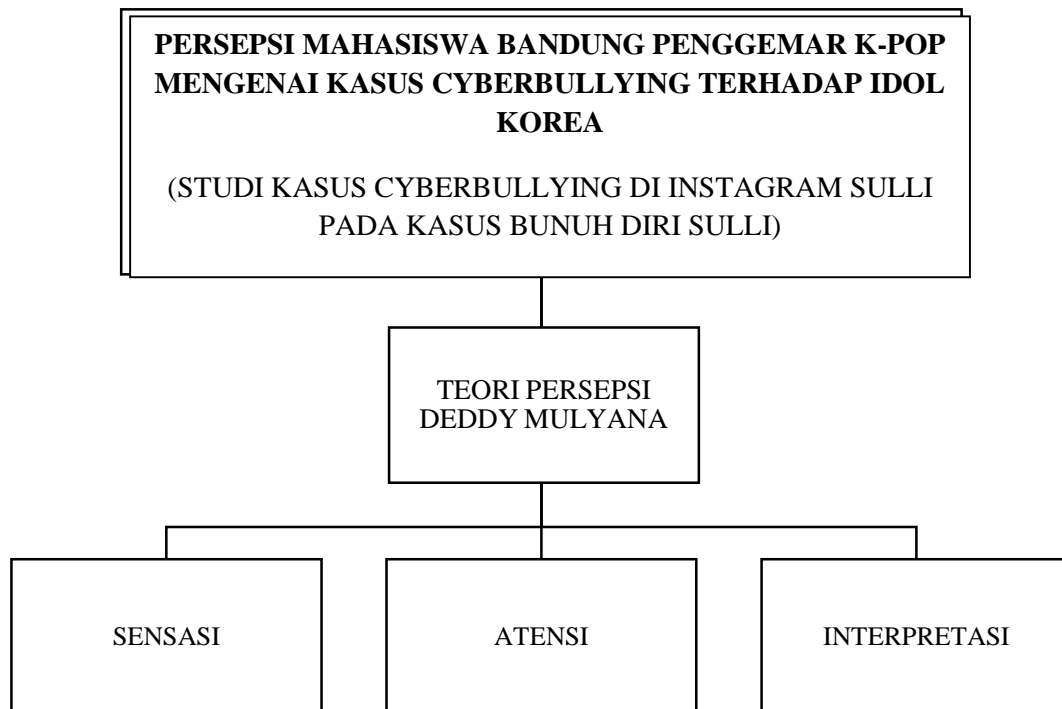 PERSEPSI MAHASISWA BANDUNG PENGGEMAR K-POP
MENGENAI KASUS CYBERBULLYING TERHADAP IDOL
KOREA
(STUDI KASUS CYBERBULLYING DI INSTAGRAM SULLI
PADA KASUS BUNUH DIRI SULLI)
TEORI PERSEPSI
DEDDY MULYANA
SENSASI
ATENSI
INTERPRETASI